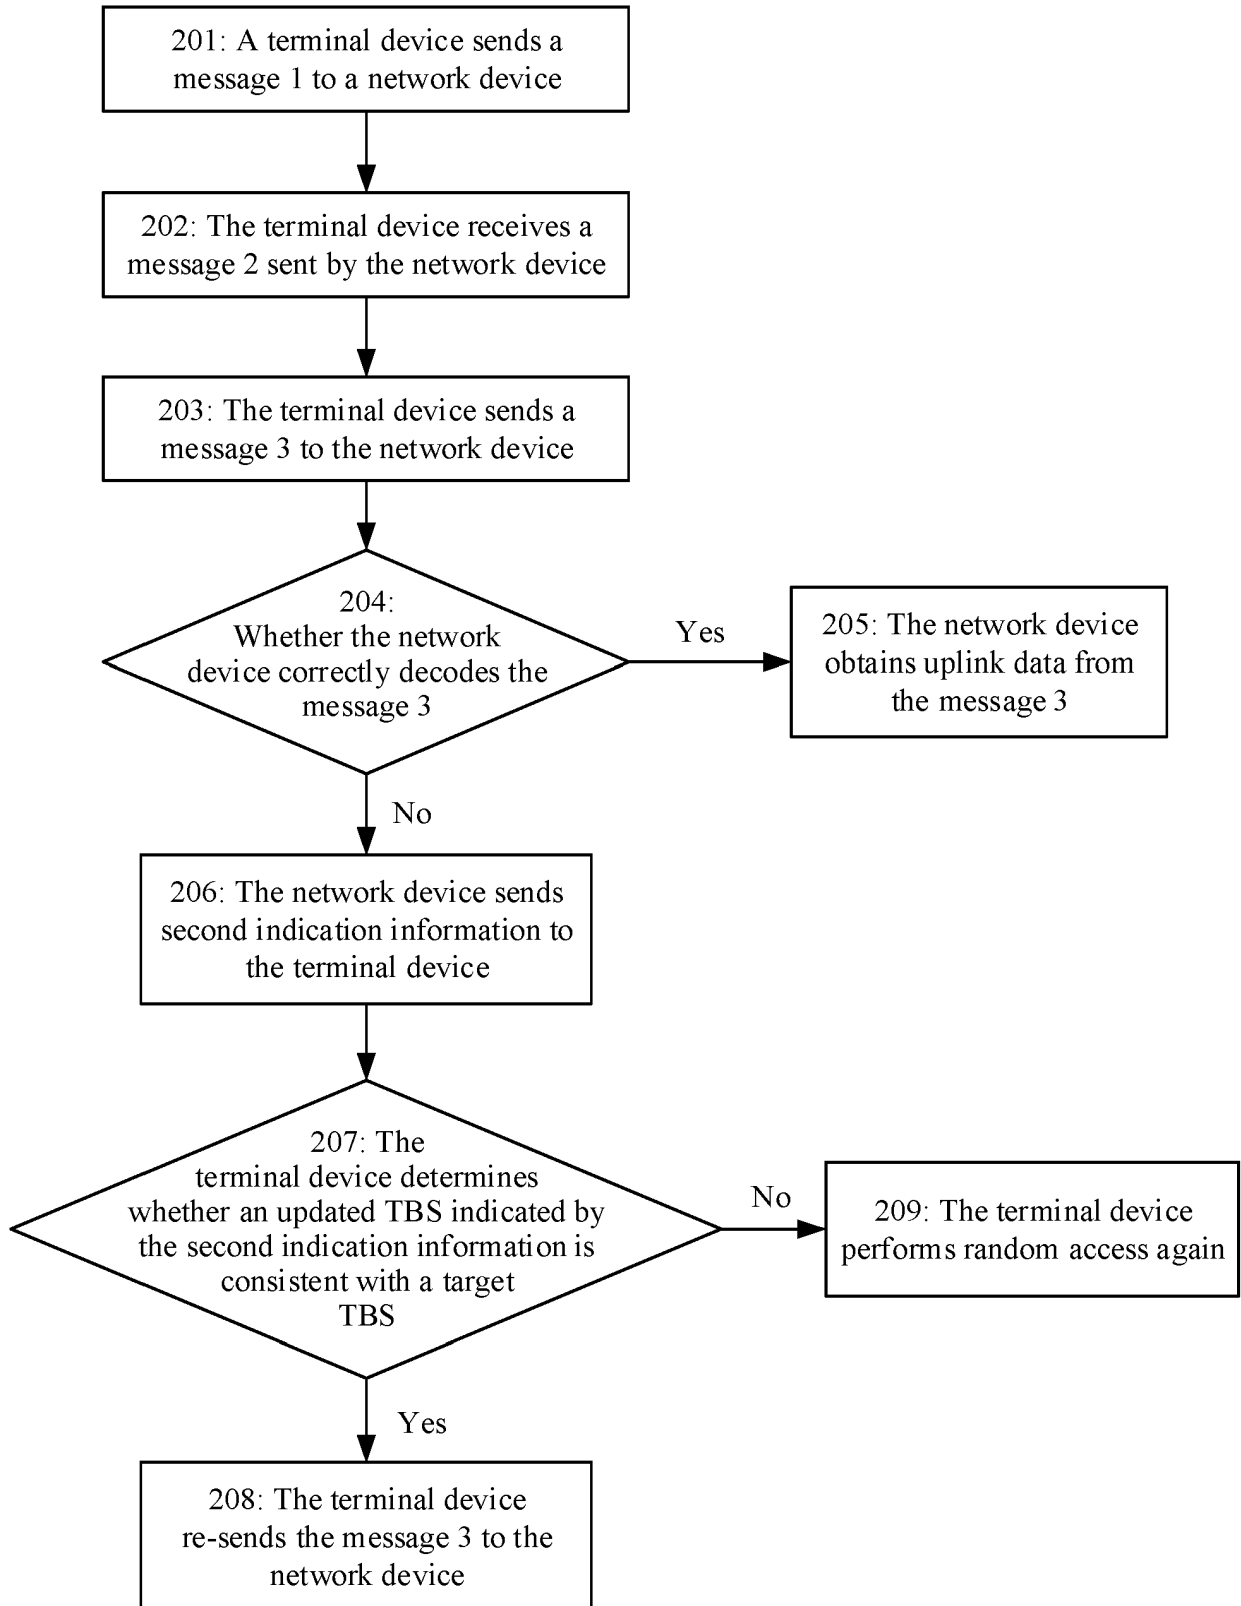 201: A terminal device sends a
message 1 to a network device
202: The terminal device receives a
message 2 sent by the network device
203: The terminal device sends a
message 3 to the network device
204:
Whether the network
device correctly decodes the
message 3
Yes
205: The network device
obtains uplink data from
the message 3
No
206: The network device sends
second indication information to
the terminal device
207: The
terminal device determines
whether an updated TBS indicated by
the second indication information is
consistent with a target
TBS
No
209: The terminal device
performs random access again
Yes
208: The terminal device
re-sends the message 3 to the
network device